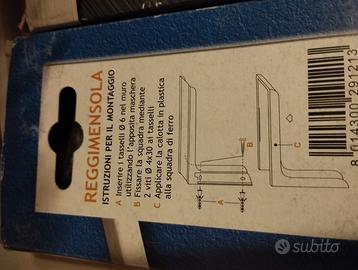 REGGIMENSOLA
ISTRUZIONI PER IL MONTAGGIO
A Inserire i tasselli Ø 6 nel muro
utilizzando l'apposita maschera
B Fissare la squadra mediante
2 viti Ø 4x30 ai tasselli
C Applicare la calotta in plastica
alla squadra di ferro
A
B
C
8 014300 291213
subito